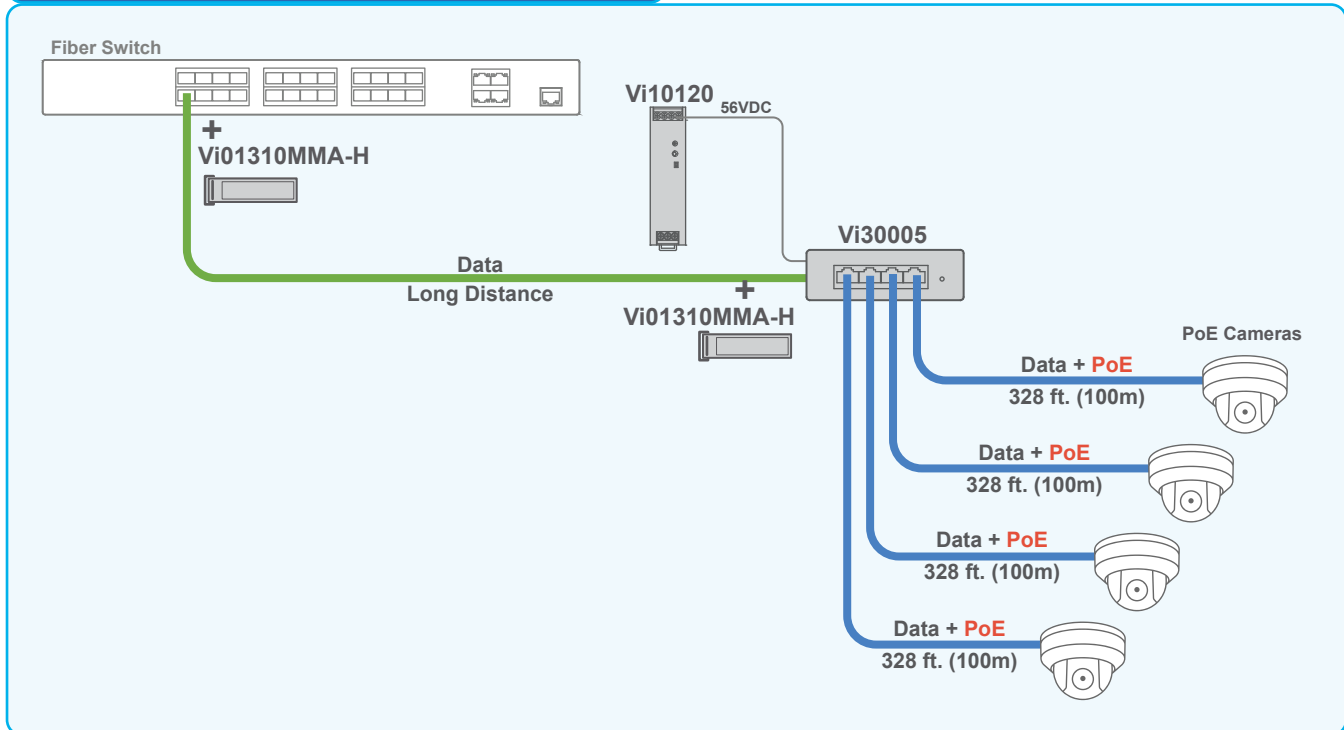 Fiber Switch
+
Vi01310MMA-H
Vi10120
56VDC
Vi30005
Data
Long Distance
+
Vi01310MMA-H
PoE Cameras
Data + PoE
328 ft. (100m)
Data + PoE
328 ft. (100m)
Data + PoE
328 ft. (100m)
Data + PoE
328 ft. (100m)